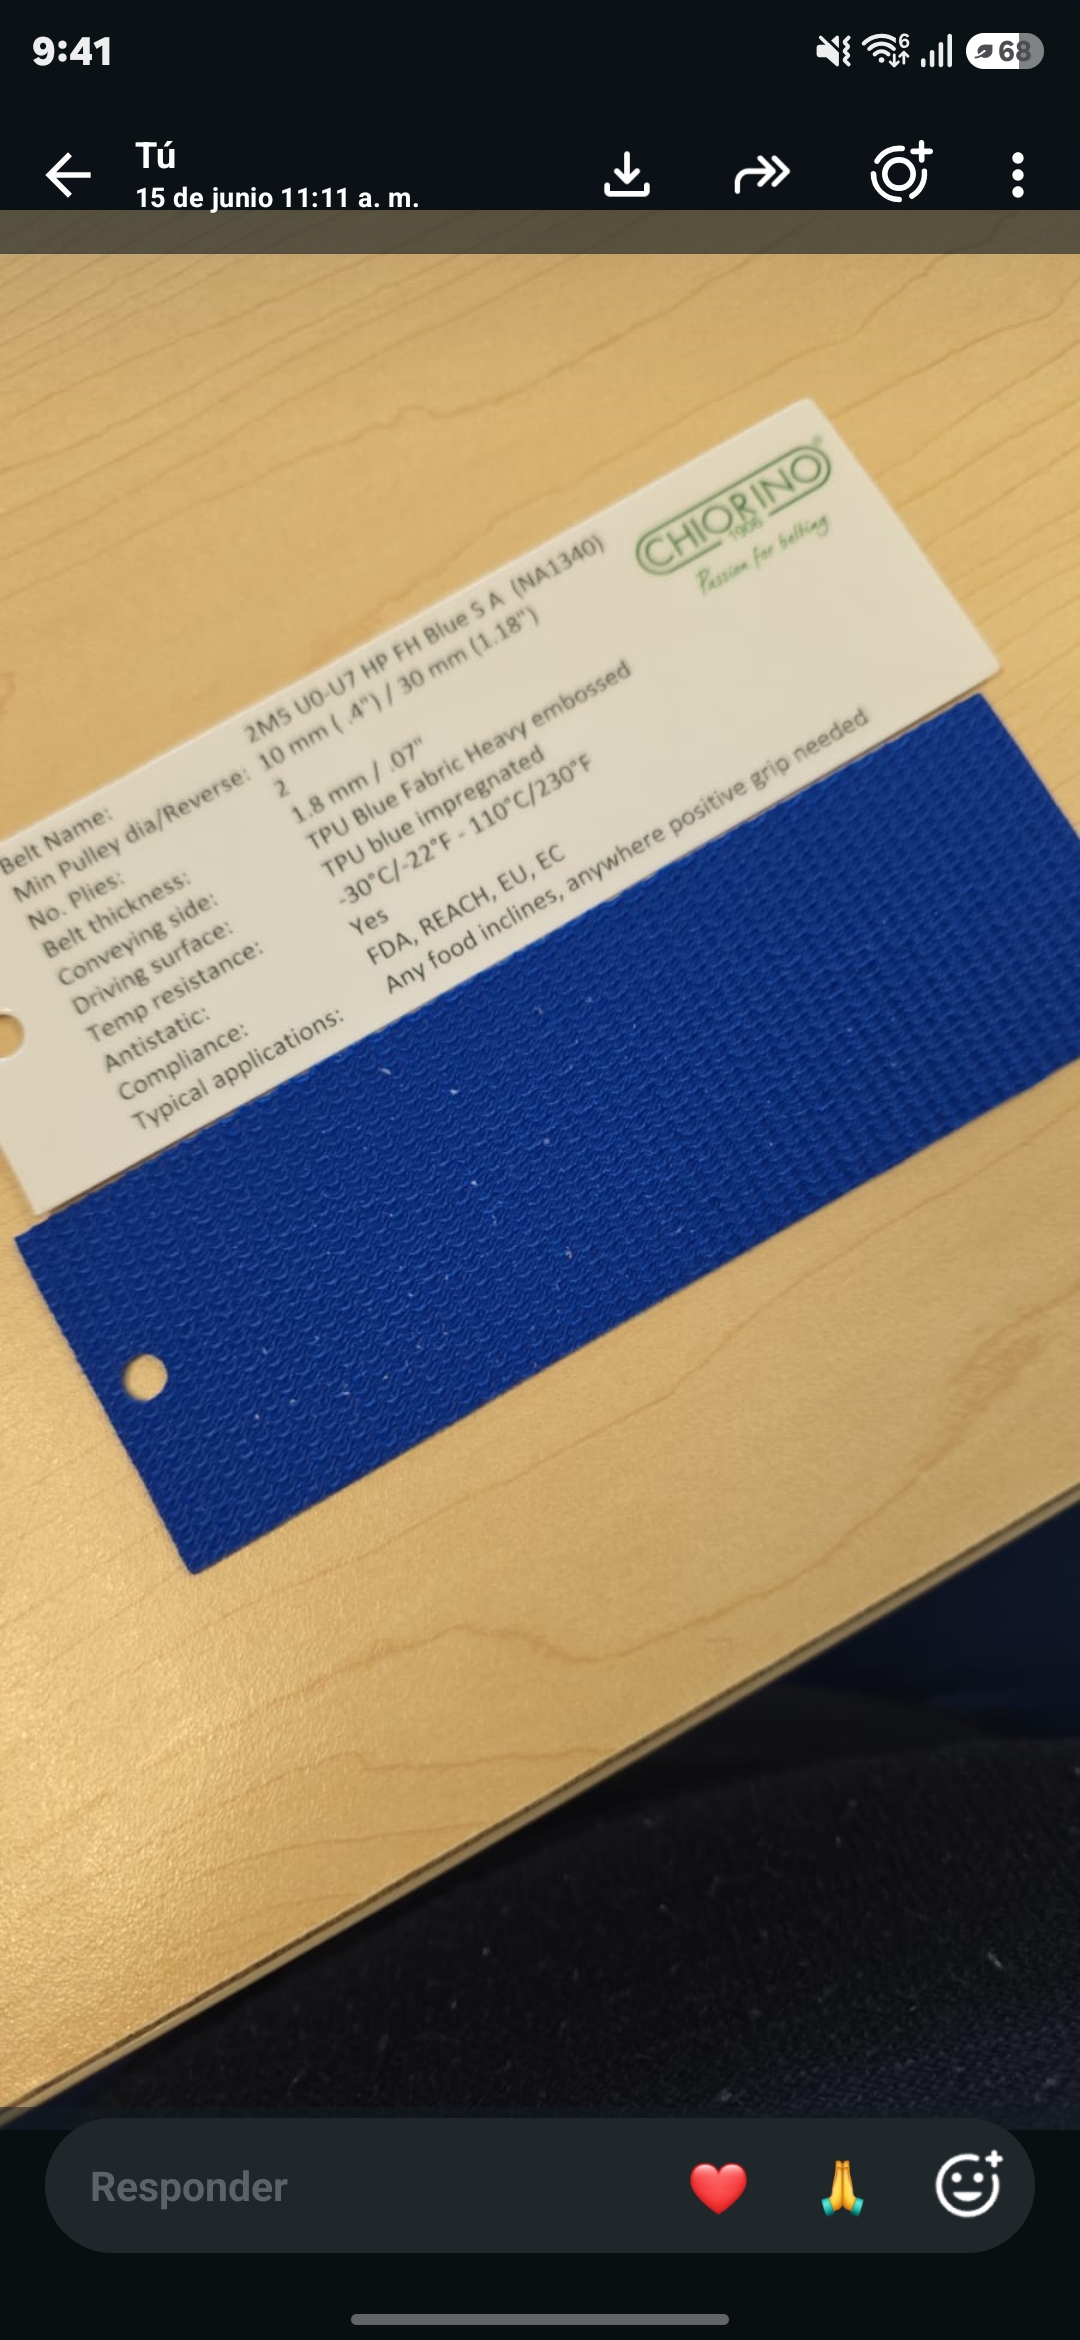 9:41
6
68
Tú
15 de junio 11:11 a. m.
CHIORINO®
1906
Passion for belting
Belt Name: 2M5 U0-U7 HP FH Blue S A (NA1340)
Min Pulley dia/Reverse: 10 mm ( .4") / 30 mm (1.18")
No. Plies: 2
Belt thickness: 1.8 mm / .07"
Conveying side: TPU Blue Fabric Heavy embossed
Driving surface: TPU blue impregnated
Temp resistance: -30°C/-22°F - 110°C/230°F
Antistatic: Yes
Compliance: FDA, REACH, EU, EC
Typical applications: Any food inclines, anywhere positive grip needed
Responder